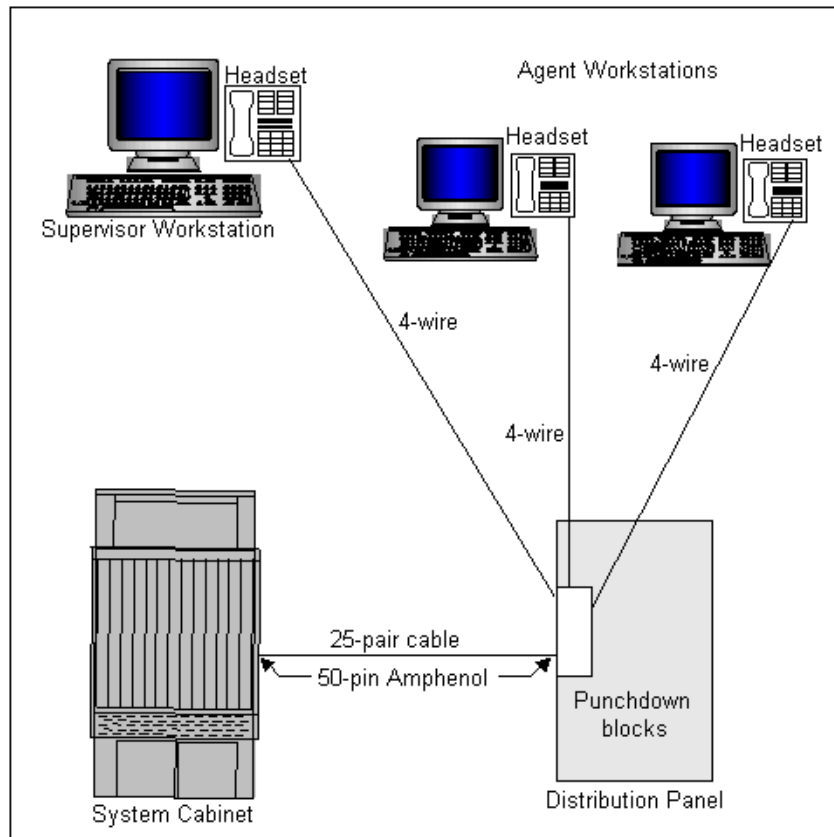 Headset
Agent Workstations
Headset
Headset
Supervisor Workstation
4-wire
4-wire
4-wire
25-pair cable
50-pin Amphenol
Punchdown
blocks
System Cabinet
Distribution Panel